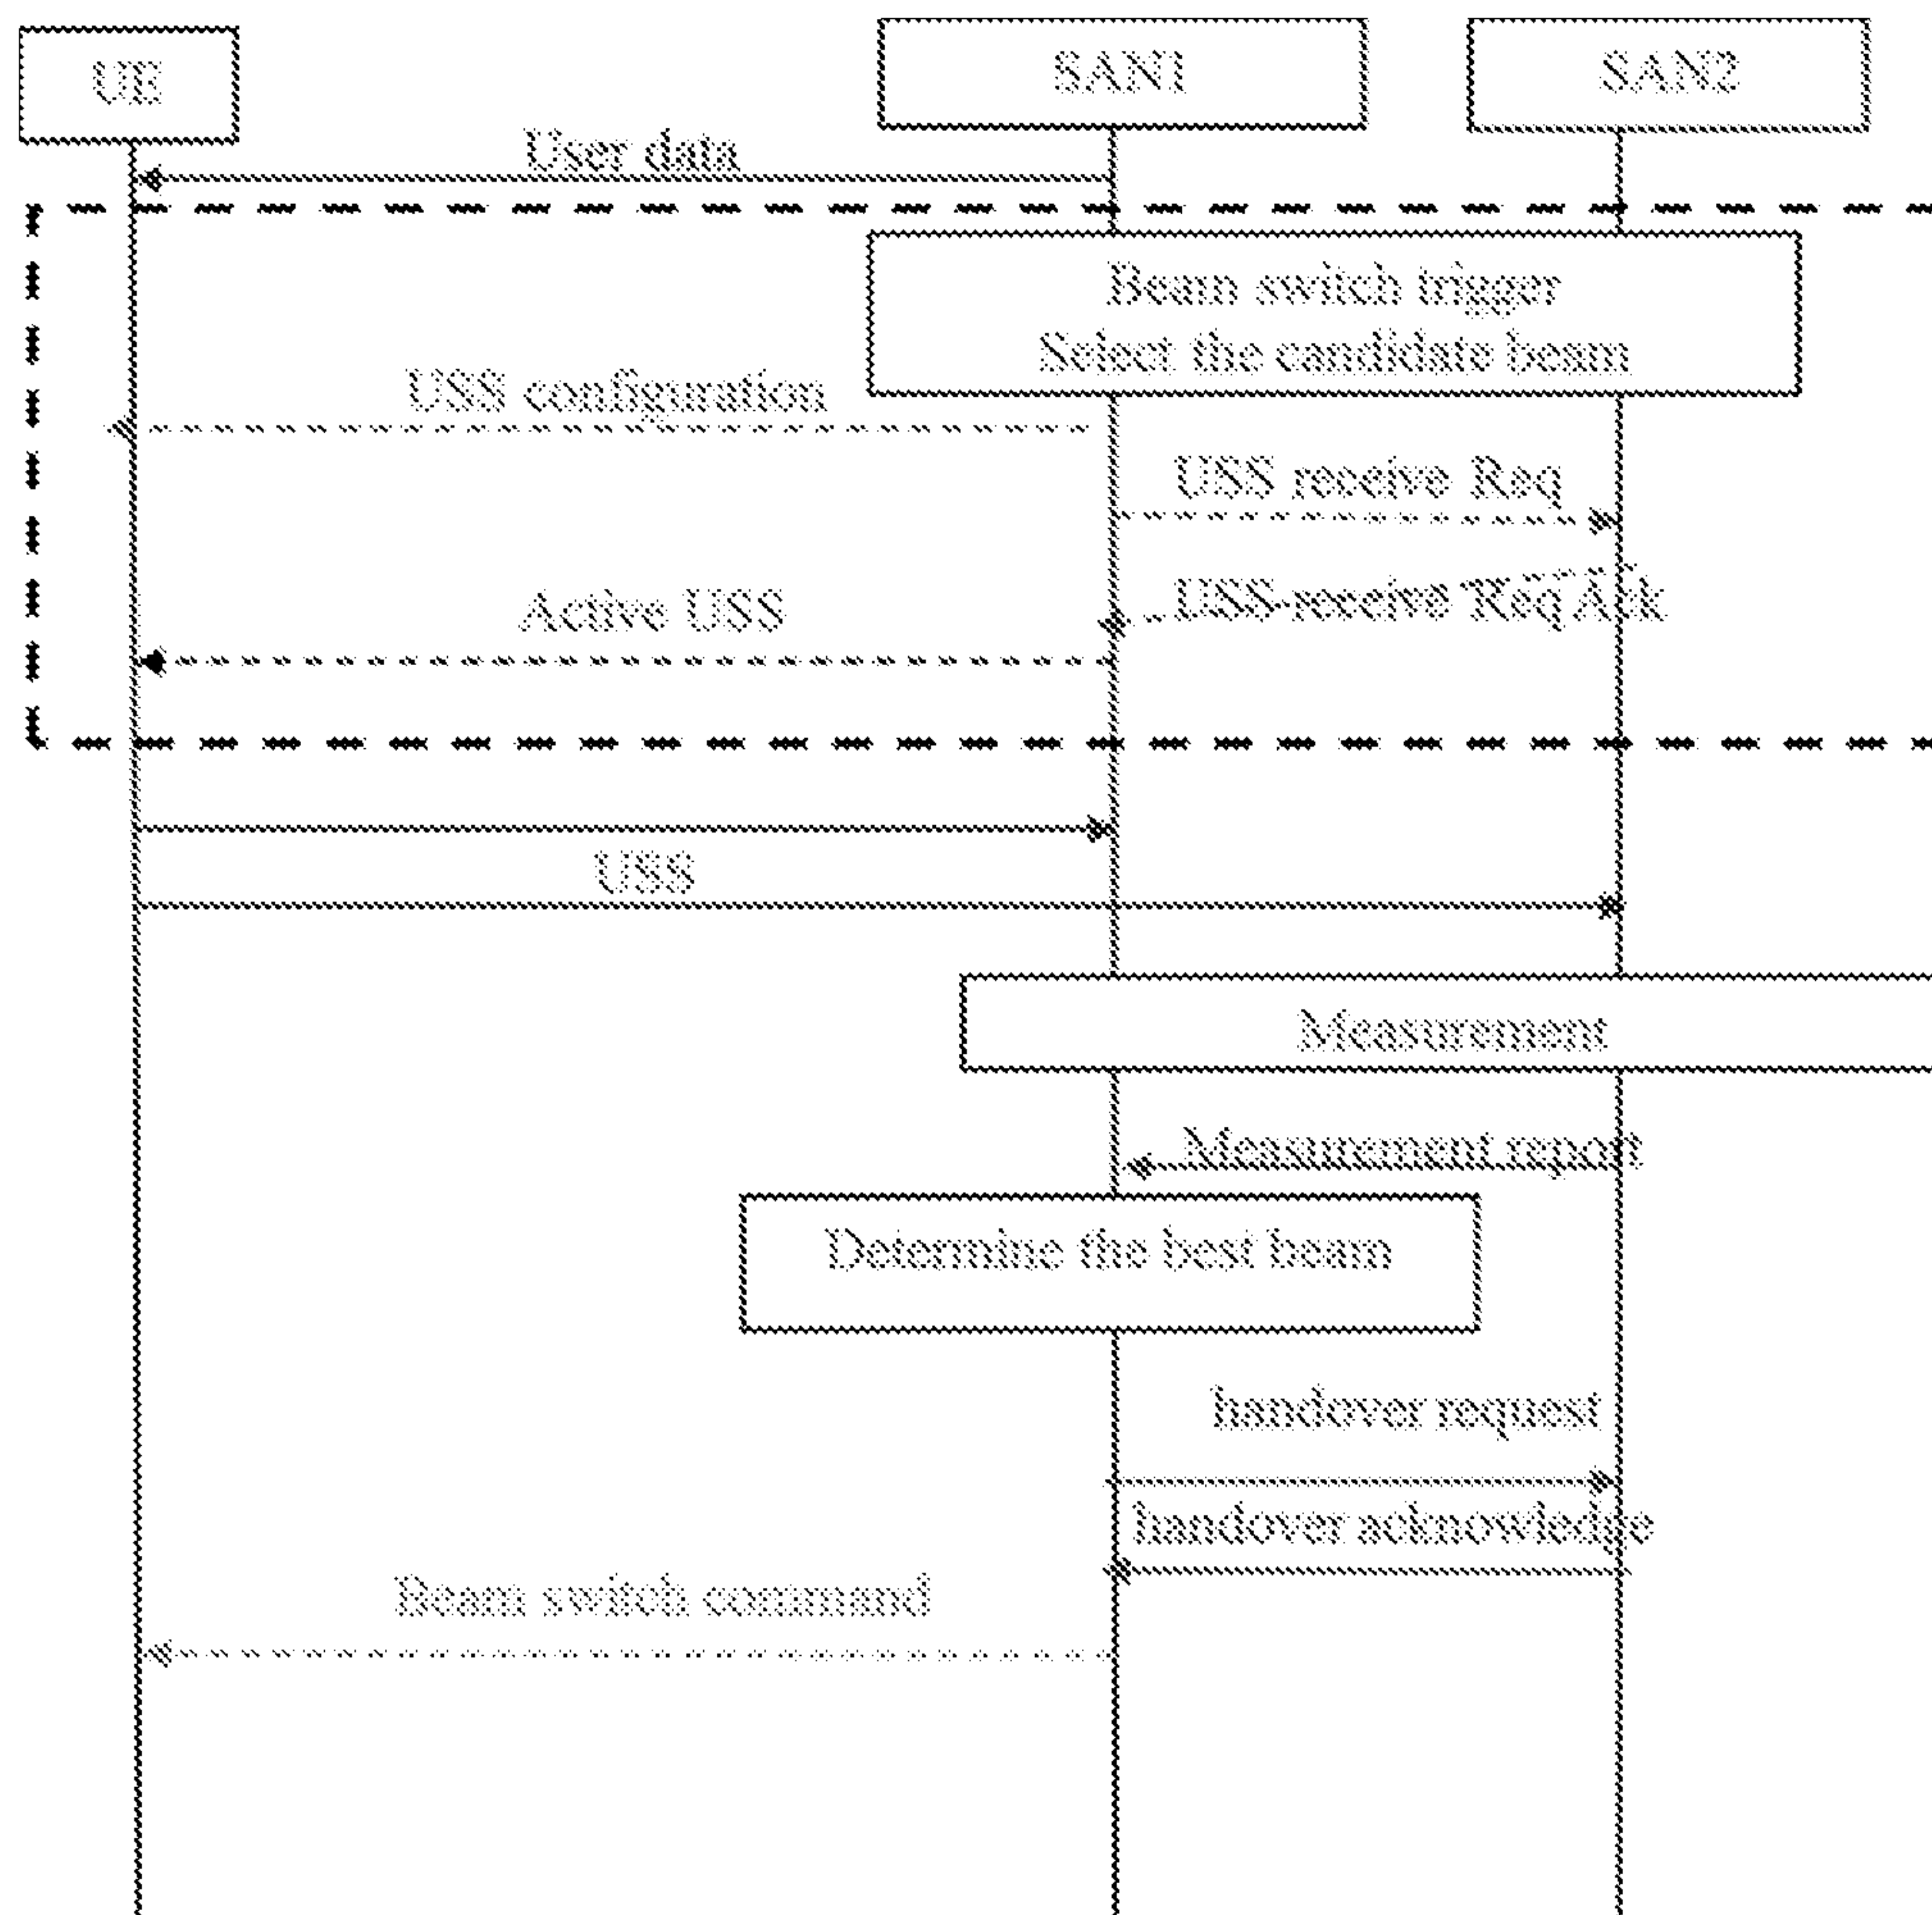 UE
SAN1
SAN2
User data
Beam switch trigger
Select the candidate beam
USS configuration
USS receive Req
USS receive Req Ack
Active USS
USS
Measurement
Measurement report
Determine the best beam
handover request
handover acknowledge
Beam switch command